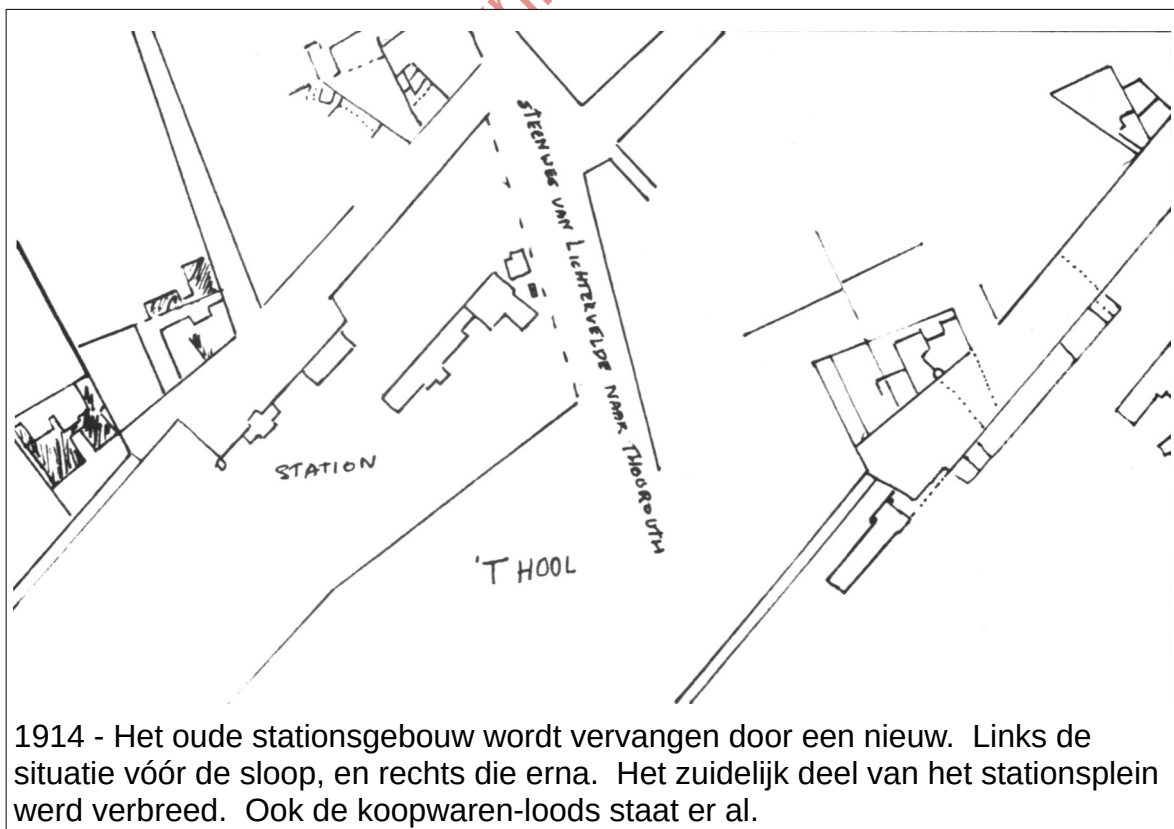 STEENWEG VAN LICHTERVELDE NAAR THOUROUTH
STATION
'T HOOL
1914 - Het oude stationsgebouw wordt vervangen door een nieuw. Links de
situatie vóór de sloop, en rechts die erna. Het zuidelijk deel van het stationsplein
werd verbreed. Ook de koopwaren-loods staat er al.